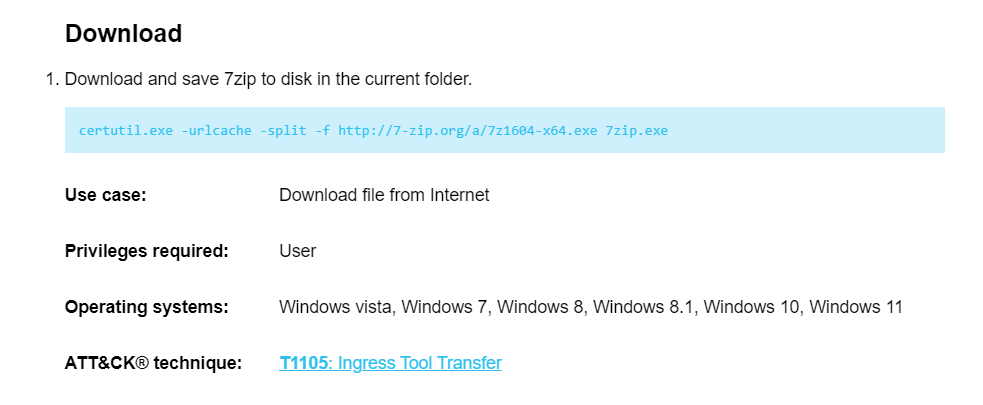 Download
1. Download and save 7zip to disk in the current folder.
certutil.exe -urlcache -split -f http://7-zip.org/a/7z1604-x64.exe 7zip.exe
Use case: Download file from Internet
Privileges required: User
Operating systems: Windows vista, Windows 7, Windows 8, Windows 8.1, Windows 10, Windows 11
ATT&CK® technique: T1105: Ingress Tool Transfer